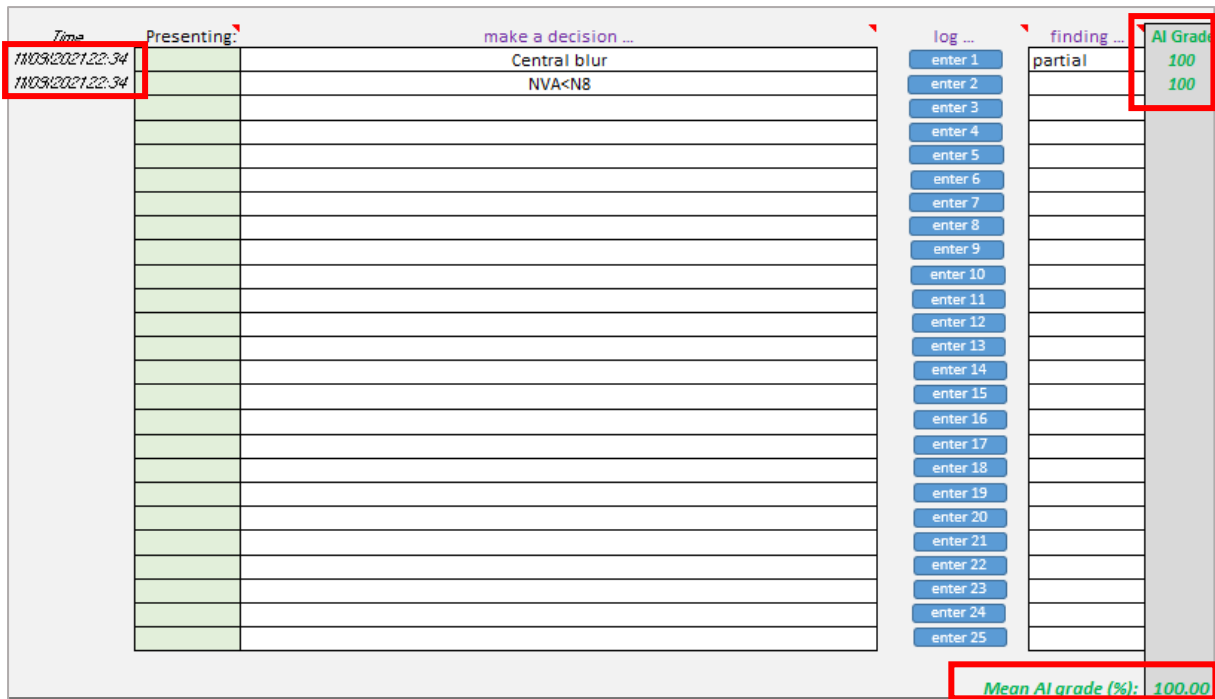 Time Presenting: make a decision ... log ... finding ... AI Grade
11/09/2021 22:34 Central blur enter 1 partial 100
11/09/2021 22:34 NVA<N8 enter 2 100
enter 3
enter 4
enter 5
enter 6
enter 7
enter 8
enter 9
enter 10
enter 11
enter 12
enter 13
enter 14
enter 15
enter 16
enter 17
enter 18
enter 19
enter 20
enter 21
enter 22
enter 23
enter 24
enter 25
Mean AI grade (%): 100.00